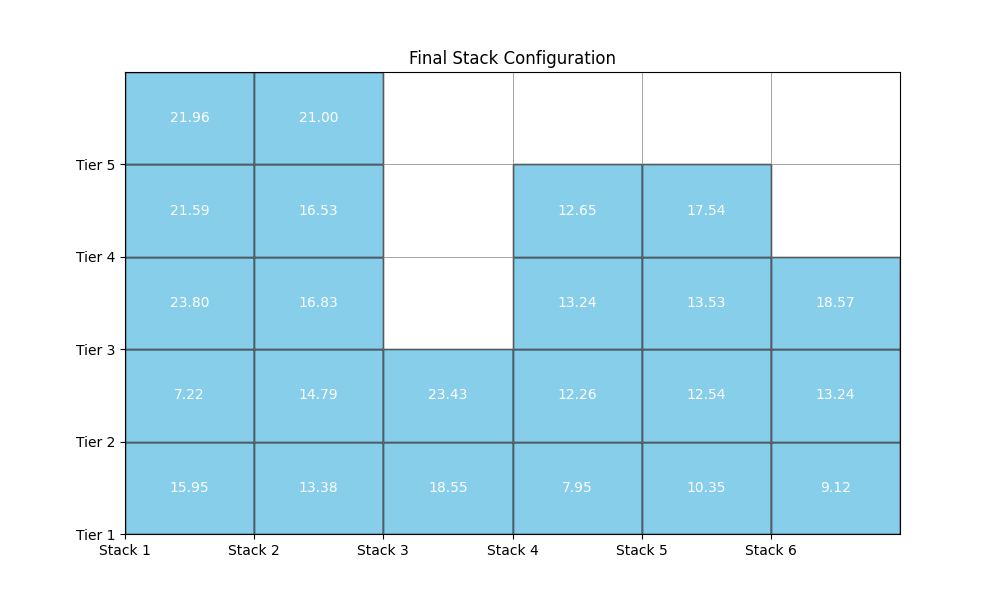 Final Stack Configuration
21.96 21.00
Tier 5
21.59 16.53 12.65 17.54
Tier 4
23.80 16.83 13.24 13.53 18.57
Tier 3
7.22 14.79 23.43 12.26 12.54 13.24
Tier 2
15.95 13.38 18.55 7.95 10.35 9.12
Tier 1
Stack 1 Stack 2 Stack 3 Stack 4 Stack 5 Stack 6